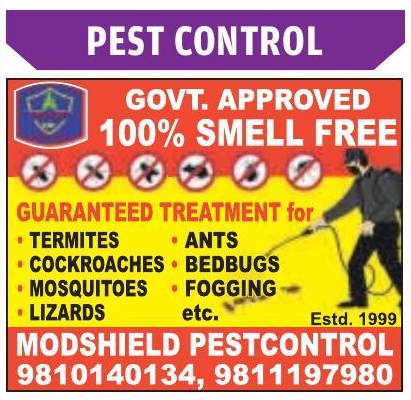 PEST CONTROL
GOVT. APPROVED
100% SMELL FREE
GUARANTEED TREATMENT for
• TERMITES • ANTS
• COCKROACHES • BEDBUGS
• MOSQUITOES • FOGGING
• LIZARDS etc.
Estd. 1999
MODSHIELD PESTCONTROL
9810140134, 9811197980